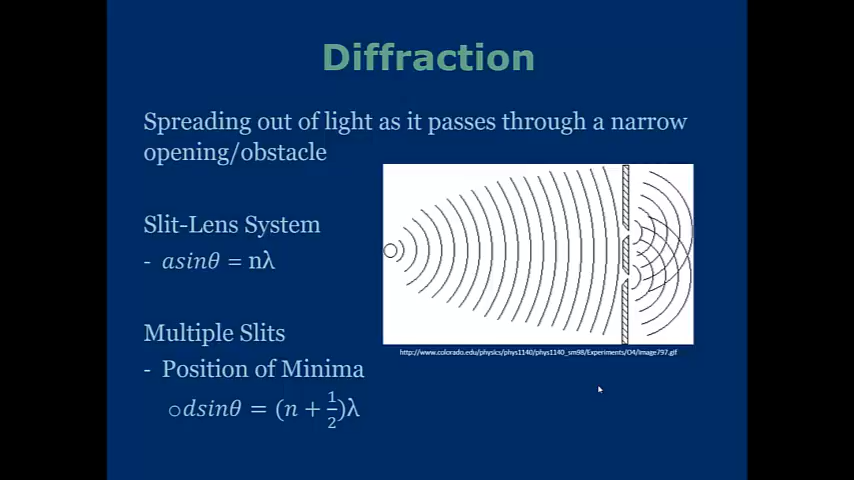 Diffraction
Spreading out of light as it passes through a narrow
opening/obstacle
Slit-Lens System
- 𝑎𝑠𝑖𝑛𝜃 = nλ
Multiple Slits
- Position of Minima
○ 𝑑𝑠𝑖𝑛𝜃 = (𝑛 + 1/2)λ
http://www.colorado.edu/physics/phys1140/phys1140_sm98/Experiments/O4/Image797.gif